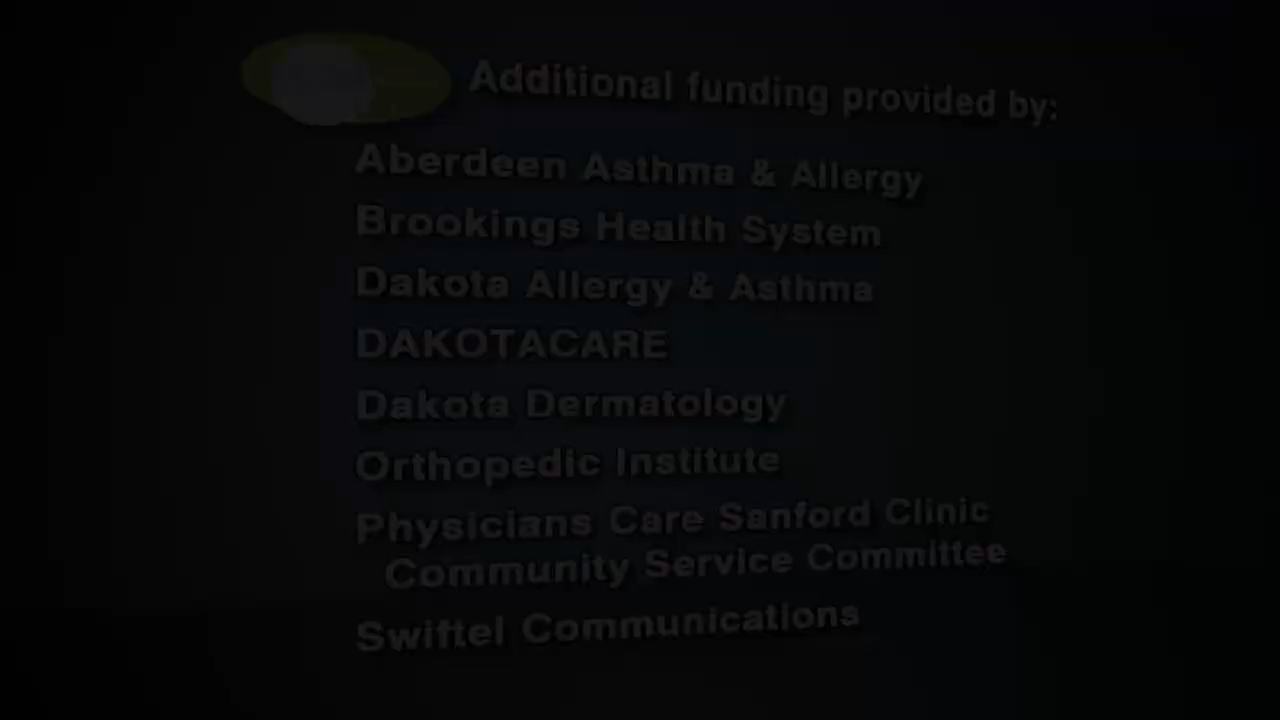 Additional funding provided by:
Aberdeen Asthma & Allergy
Brookings Health System
Dakota Allergy & Asthma
DAKOTACARE
Dakota Dermatology
Orthopedic Institute
Physicians Care Sanford Clinic
Community Service Committee
Swiftel Communications